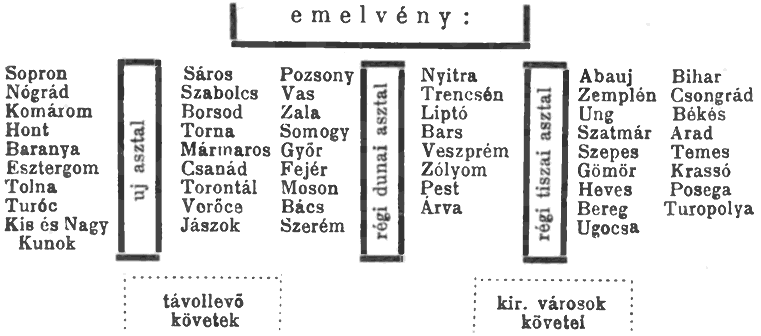 emelvény:
Sopron
Nógrád
Komárom
Hont
Baranya
Esztergom
Tolna
Turóc
Kis és Nagy
Kunok
uj asztal
Sáros
Szabolcs
Borsod
Torna
Mármaros
Csanád
Torontál
Verőce
Jászok
Pozsony
Vas
Zala
Somogy
Győr
Fejér
Moson
Bács
Szerém
régi dunai asztal
Nyitra
Trencsén
Liptó
Bars
Veszprém
Zólyom
Pest
Árva
régi tiszai asztal
Abauj
Zemplén
Ung
Szatmár
Szepes
Gömör
Heves
Bereg
Ugocsa
Bihar
Csongrád
Békés
Arad
Temes
Krassó
Posega
Turopolya
távollevő
követek
kir. városok
követei